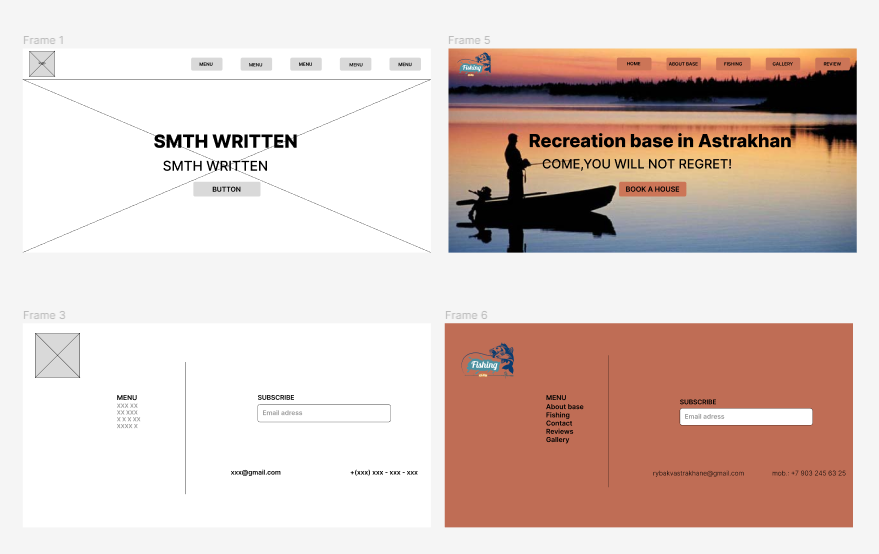 Frame 1
MENU MENU MENU MENU MENU
SMTH WRITTEN
SMTH WRITTEN
BUTTON
Frame 5
Fishing
HOME ABOUT BASE FISHING GALLERY REVIEW
Recreation base in Astrakhan
COME,YOU WILL NOT REGRET!
BOOK A HOUSE
Frame 3
MENU
XXX XX
XX XXX
X X X XX
XXXX X
SUBSCRIBE
Email adress
xxx@gmail.com
+(xxx) xxx - xxx - xxx
Frame 6
Fishing
MENU
About base
Fishing
Contact
Reviews
Gallery
SUBSCRIBE
Email adress
rybakvastrakhane@gmail.com
mob.: +7 903 245 63 25